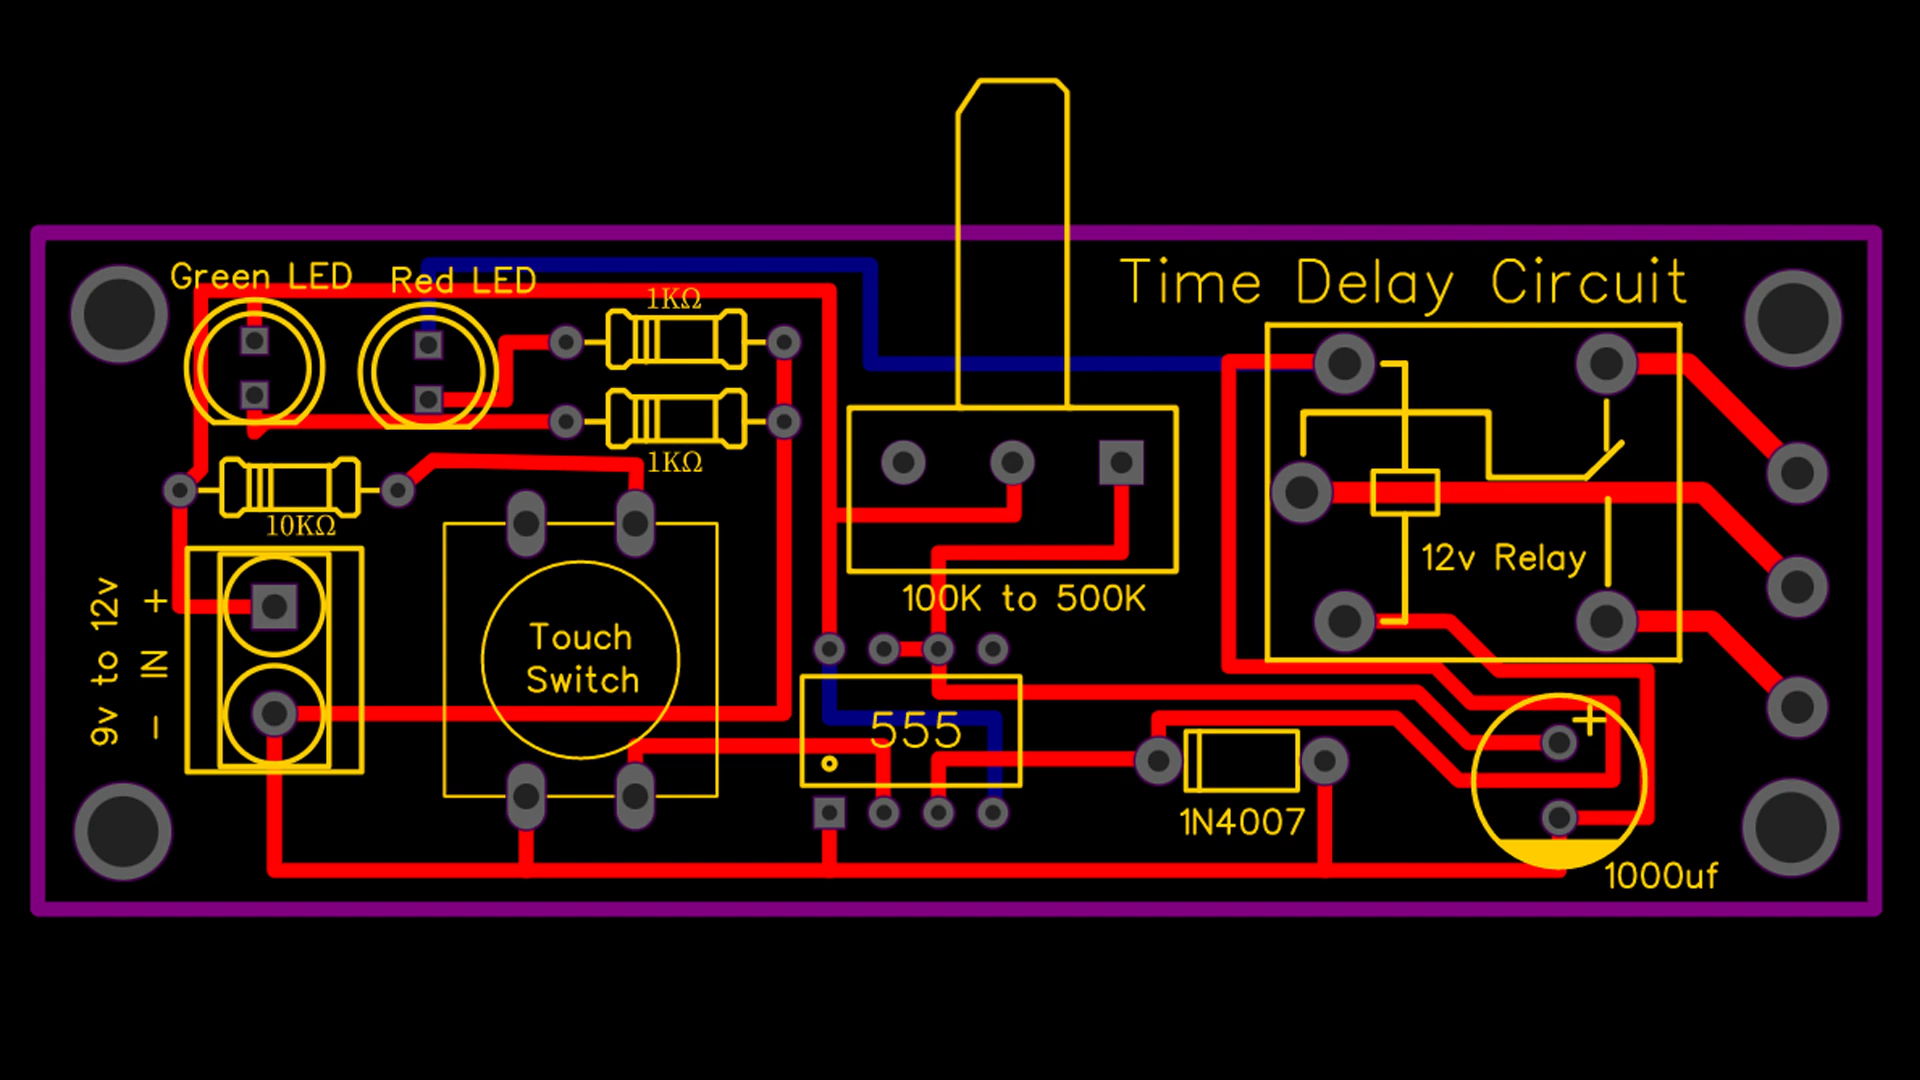 Green LED
Red LED
1KΩ
Time Delay Circuit
1KΩ
10KΩ
9v to 12v
- IN +
Touch
Switch
100K to 500K
12v Relay
555
1N4007
+
1000uf